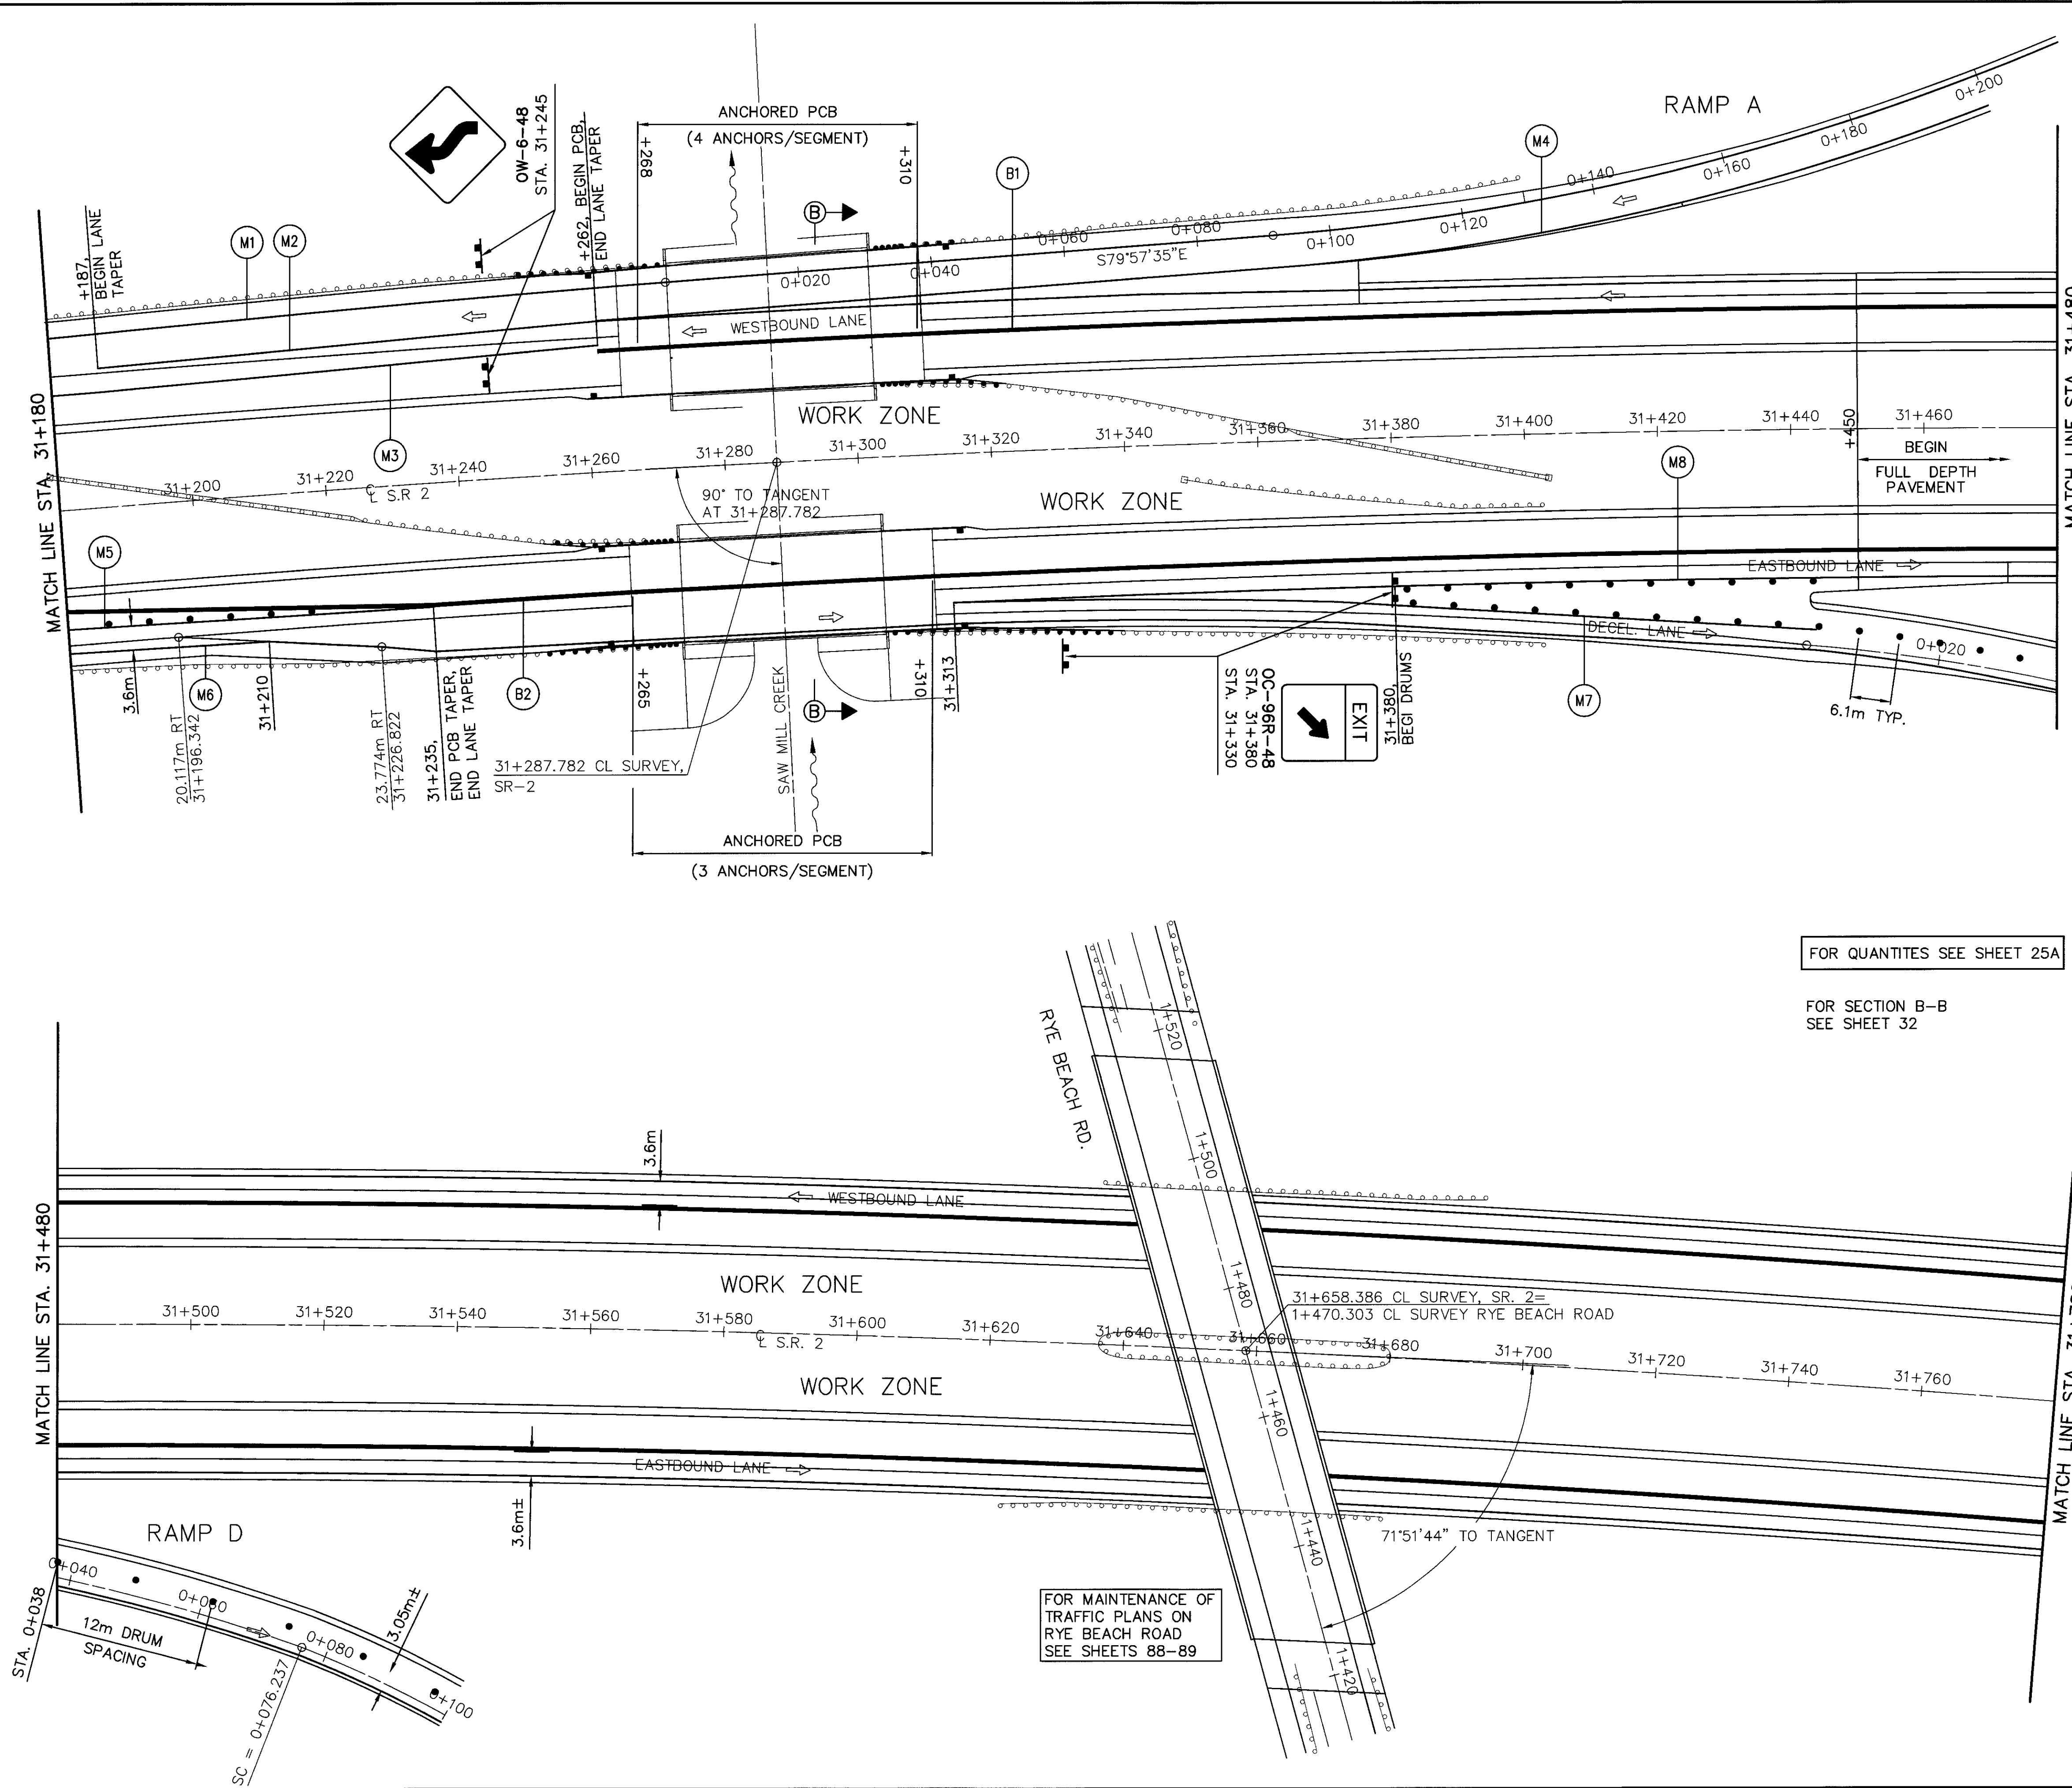 RAMP A
0+200
0+180
0+160
0+140
0+120
0+100
0+080
0+060
0+040
0+020
S79°57'35"E
M4
ANCHORED PCB
(4 ANCHORS/SEGMENT)
+268
+310
B1
B
OW-6-48
STA. 31+245
+262, BEGIN PCB,
END LANE TAPER
+187,
BEGIN LANE
TAPER
M1
M2
M3
WESTBOUND LANE
WORK ZONE
MATCH LINE STA. 31+180
MATCH LINE STA. 31+480
31+200
31+220
31+240
31+260
31+280
31+300
31+320
31+340
31+360
31+380
31+400
31+420
31+440
31+460
℄ S.R 2
90° TO TANGENT
AT 31+287.782
WORK ZONE
+450
BEGIN
FULL DEPTH
PAVEMENT
M8
EASTBOUND LANE
DECEL. LANE
0+020
6.1m TYP.
M7
M5
M6
3.6m
20.117m RT
31+196.342
31+210
23.774m RT
31+226.822
31+235,
END PCB TAPER,
END LANE TAPER
B2
31+287.782 CL SURVEY,
SR-2
+265
SAW MILL CREEK
B
+310
31+313
OC-96R-48
STA. 31+380
STA. 31+330
EXIT
31+380,
BEGI DRUMS
ANCHORED PCB
(3 ANCHORS/SEGMENT)
FOR QUANTITES SEE SHEET 25A
FOR SECTION B-B
SEE SHEET 32
RYE BEACH RD.
1+520
1+500
1+480
1+460
1+440
1+420
MATCH LINE STA. 31+480
3.6m
WESTBOUND LANE
WORK ZONE
31+500
31+520
31+540
31+560
31+580
31+600
31+620
31+640
31+660
31+680
31+700
31+720
31+740
31+760
℄ S.R. 2
31+658.386 CL SURVEY, SR. 2=
1+470.303 CL SURVEY RYE BEACH ROAD
WORK ZONE
EASTBOUND LANE
3.6m±
71°51'44" TO TANGENT
MATCH LINE STA.
RAMP D
0+040
0+060
0+080
0+100
STA. 0+038
12m DRUM
SPACING
SC = 0+076.237
3.05m±
FOR MAINTENANCE OF
TRAFFIC PLANS ON
RYE BEACH ROAD
SEE SHEETS 88-89